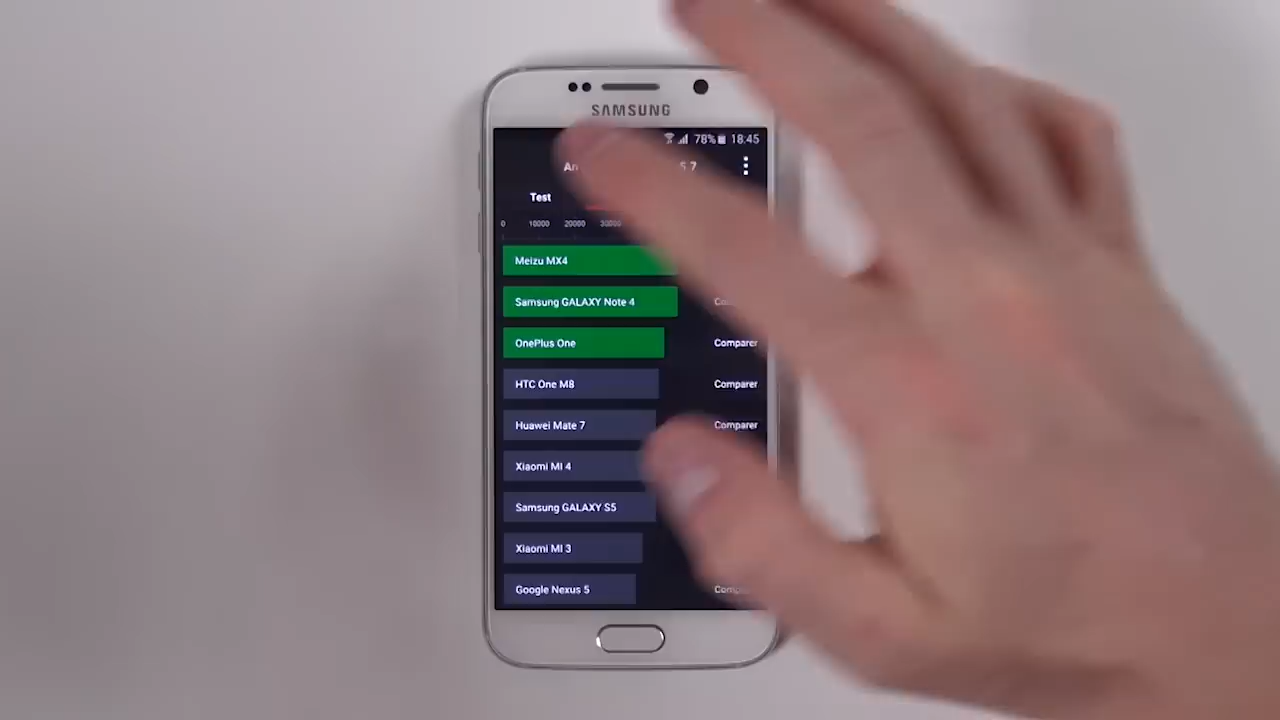 SAMSUNG
78% 18:45
Test
0 10000 20000 30000
Meizu MX4
Samsung GALAXY Note 4
OnePlus One Comparer
HTC One M8 Comparer
Huawei Mate 7 Comparer
Xiaomi MI 4
Samsung GALAXY S5
Xiaomi MI 3
Google Nexus 5